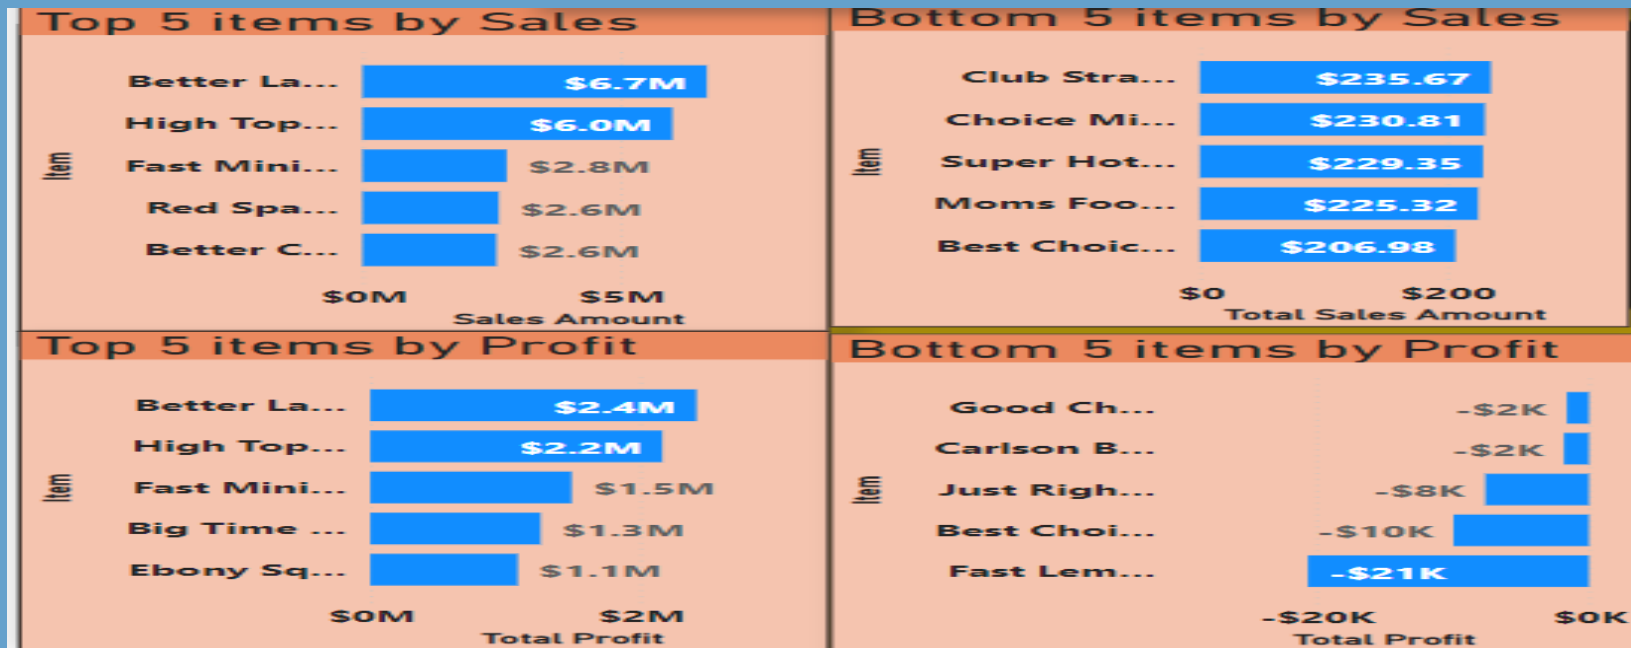 Top 5 items by Sales
Item
Better La... $6.7M
High Top... $6.0M
Fast Mini... $2.8M
Red Spa... $2.6M
Better C... $2.6M
$0M $5M
Sales Amount
Bottom 5 items by Sales
Item
Club Stra... $235.67
Choice Mi... $230.81
Super Hot... $229.35
Moms Foo... $225.32
Best Choic... $206.98
$0 $200
Total Sales Amount
Top 5 items by Profit
Item
Better La... $2.4M
High Top... $2.2M
Fast Mini... $1.5M
Big Time ... $1.3M
Ebony Sq... $1.1M
$0M $2M
Total Profit
Bottom 5 items by Profit
Item
Good Ch... -$2K
Carlson B... -$2K
Just Righ... -$8K
Best Choi... -$10K
Fast Lem... -$21K
-$20K $0K
Total Profit